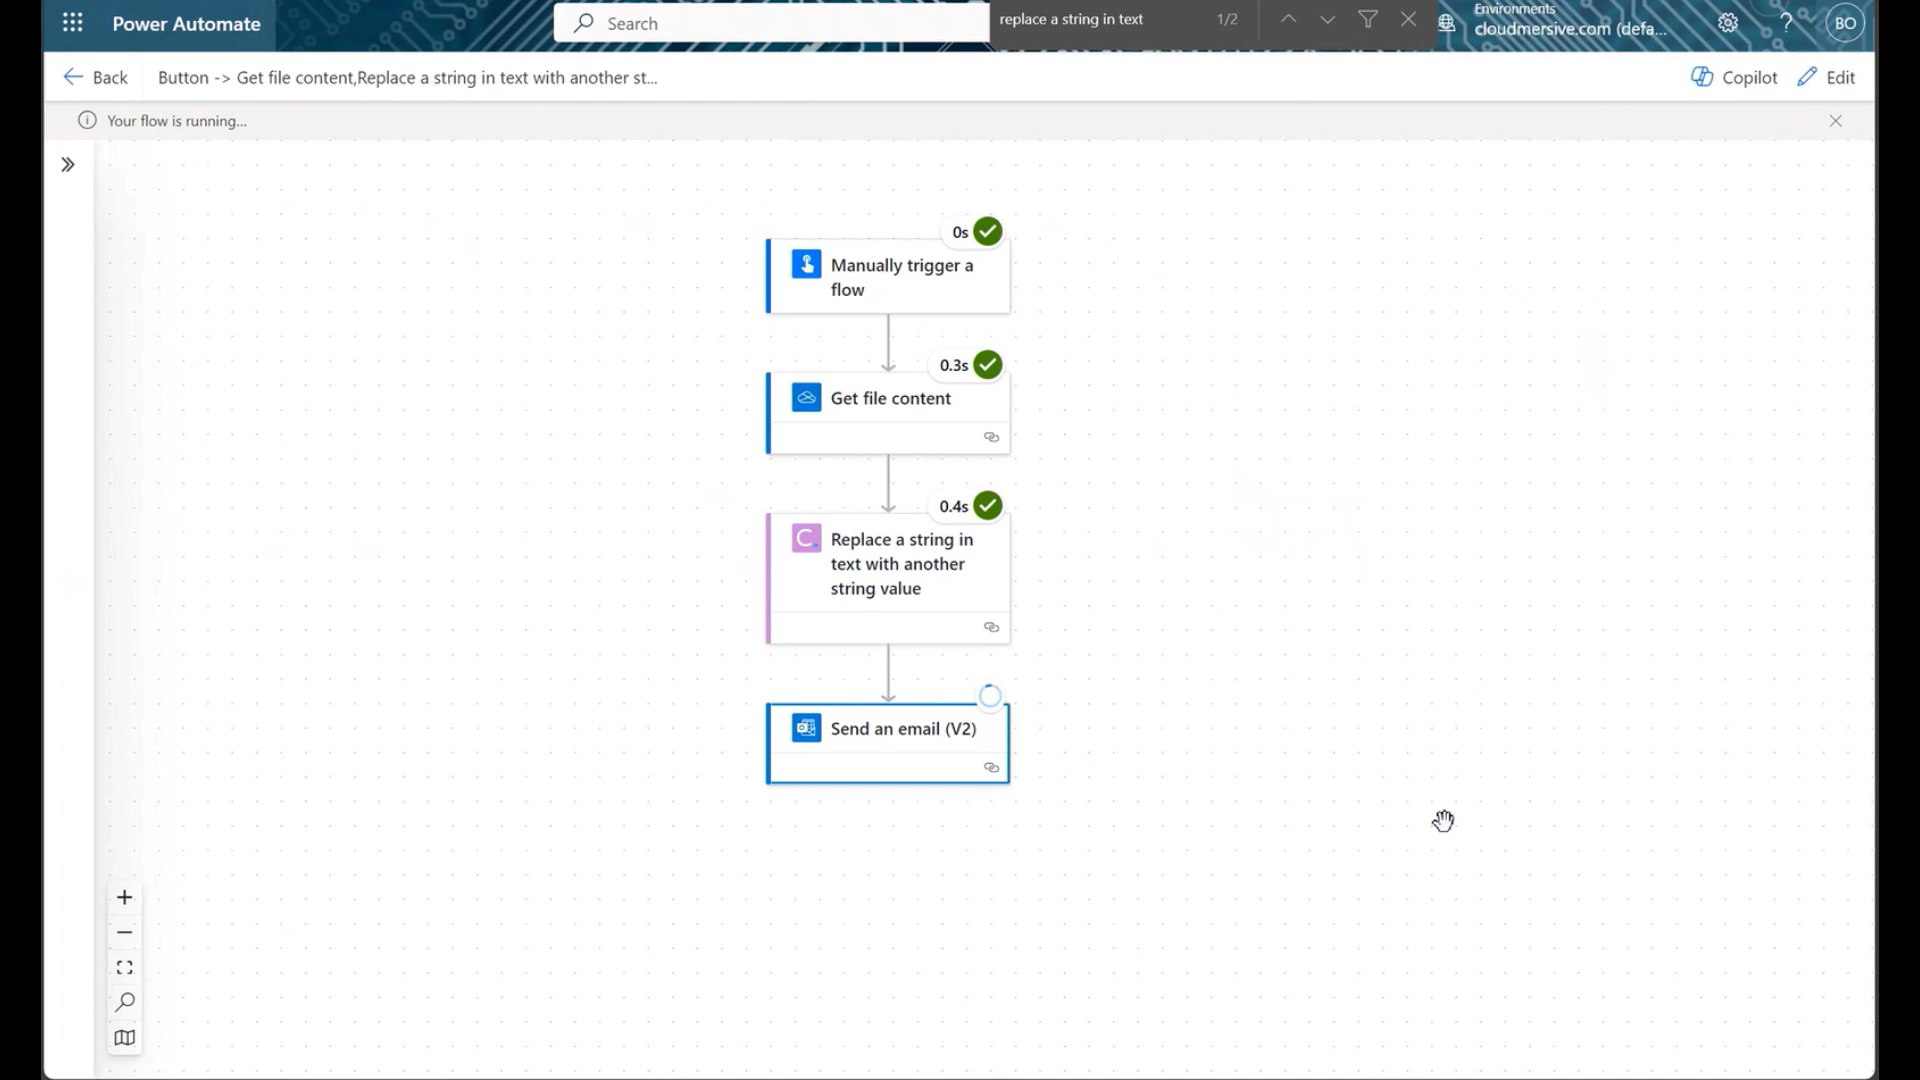 Power Automate
Search
replace a string in text
1/2
Environments
cloudmersive.com (defa...
?
BO
Back
Button -> Get file content,Replace a string in text with another st...
Copilot
Edit
Your flow is running...
0s
Manually trigger a
flow
0.3s
Get file content
0.4s
Replace a string in
text with another
string value
Send an email (V2)